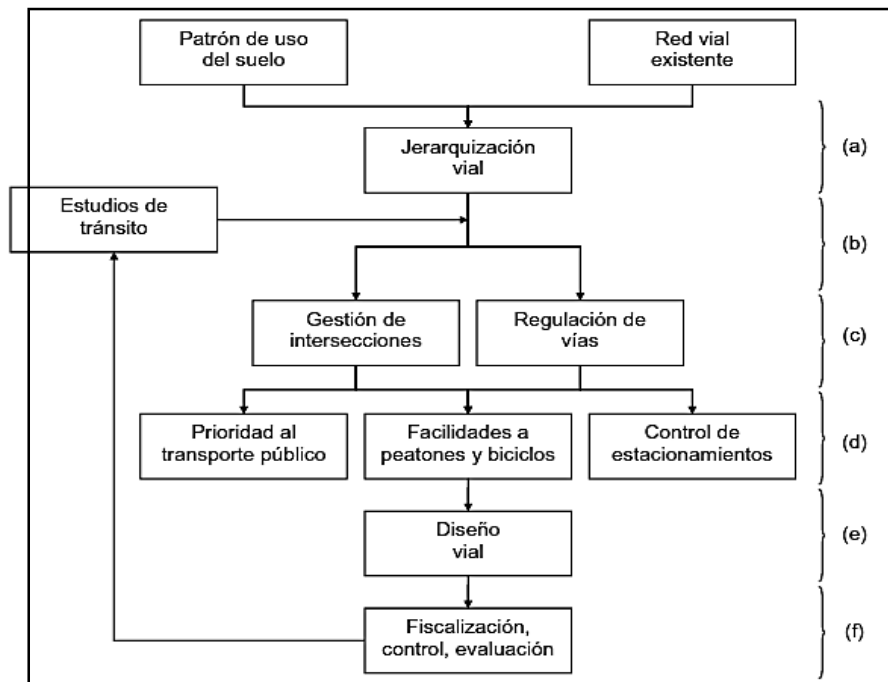 Patrón de uso
del suelo
Red vial
existente
(a)
Jerarquización
vial
Estudios de
tránsito
(b)
Gestión de
intersecciones
Regulación de
vías
(c)
Prioridad al
transporte público
Facilidades a
peatones y biciclos
Control de
estacionamientos
(d)
Diseño
vial
(e)
Fiscalización,
control, evaluación
(f)